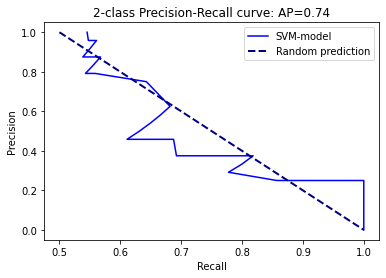 2-class Precision-Recall curve: AP=0.74
SVM-model
Random prediction
Precision
1.0
0.8
0.6
0.4
0.2
0.0
0.5
0.6
0.7
0.8
0.9
1.0
Recall